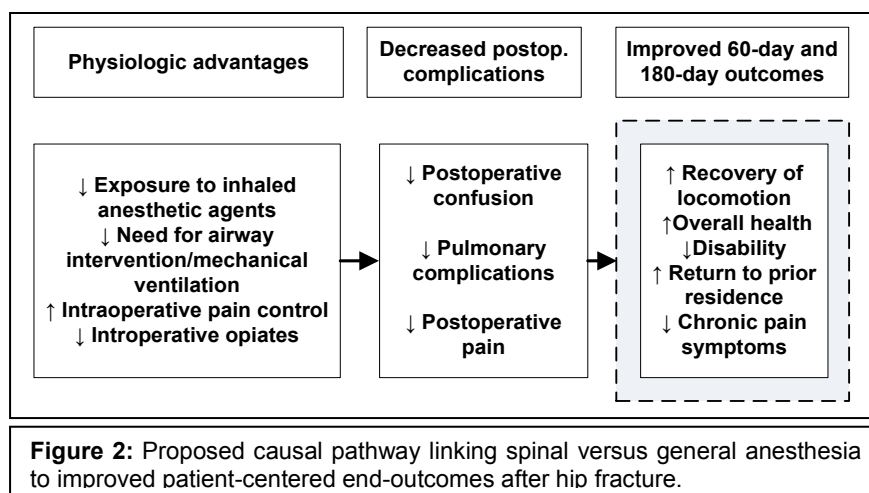 Physiologic advantages
Decreased postop.
complications
Improved 60-day and
180-day outcomes
↓ Exposure to inhaled
anesthetic agents
↓ Need for airway
intervention/mechanical
ventilation
↑ Intraoperative pain control
↓ Introperative opiates
↓ Postoperative
confusion
↓ Pulmonary
complications
↓ Postoperative
pain
↑ Recovery of
locomotion
↑Overall health
↓Disability
↑ Return to prior
residence
↓ Chronic pain
symptoms
Figure 2: Proposed causal pathway linking spinal versus general anesthesia
to improved patient-centered end-outcomes after hip fracture.